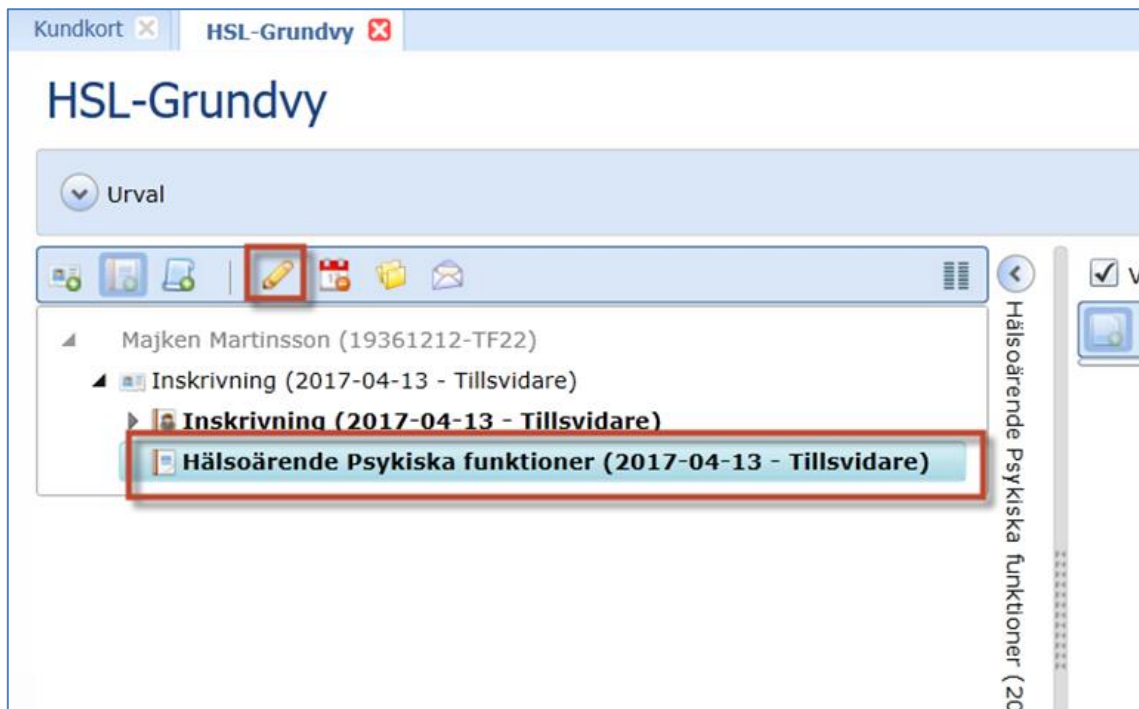 Kundkort
HSL-Grundvy
HSL-Grundvy
Urval
Majken Martinsson (19361212-TF22)
Inskrivning (2017-04-13 - Tillsvidare)
Inskrivning (2017-04-13 - Tillsvidare)
Hälsoärende Psykiska funktioner (2017-04-13 - Tillsvidare)
Hälsoärende Psykiska funktioner (20
V